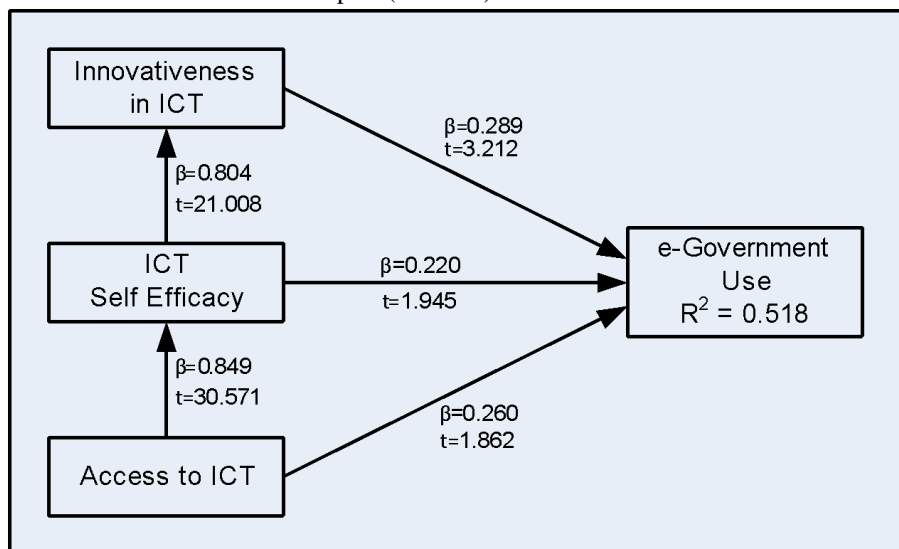 Innovativeness
in ICT
β=0.289
t=3.212
β=0.804
t=21.008
ICT
Self Efficacy
β=0.220
t=1.945
e-Government
Use
R² = 0.518
β=0.849
t=30.571
β=0.260
t=1.862
Access to ICT